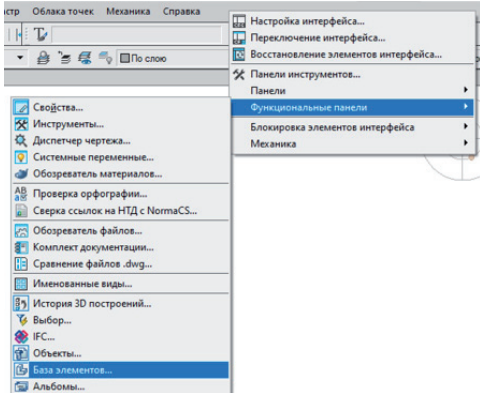 стр Облака точек Механика Справка
По слою
Настройка интерфейса...
Переключение интерфейса...
Восстановление элементов интерфейса...
Панели инструментов...
Панели
Функциональные панели
Блокировка элементов интерфейса
Механика
Свойства...
Инструменты...
Диспетчер чертежа...
Системные переменные...
Обозреватель материалов...
Проверка орфографии...
Сверка ссылок на НТД с NormaCS...
Обозреватель файлов...
Комплект документации...
Сравнение файлов .dwg...
Именованные виды...
История 3D построений...
Выбор...
IFC...
Объекты...
База элементов...
Альбомы...